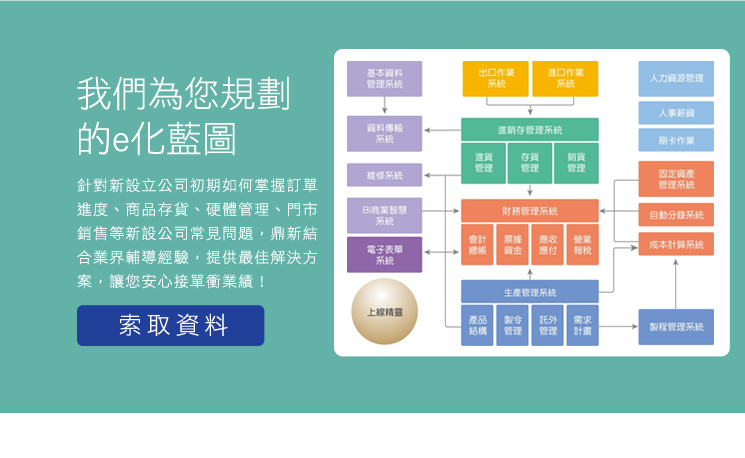 我們為您規劃
的e化藍圖
針對新設立公司初期如何掌握訂單
進度、商品存貨、硬體管理、門市
銷售等新設公司常見問題，鼎新結
合業界輔導經驗，提供最佳解決方
案，讓您安心接單衝業績！
索取資料
基本資料
管理系統
資料傳輸
系統
維修系統
BI商業智慧
系統
電子表單
系統
上線精靈
出口作業
系統
進口作業
系統
進銷存管理系統
進貨
管理
存貨
管理
銷貨
管理
財務管理系統
會計
總帳
票據
資金
應收
應付
營業
報稅
生產管理系統
產品
結構
製令
管理
託外
管理
需求
計畫
人力資源管理
人事薪資
刷卡作業
固定資產
管理系統
自動分錄系統
成本計算系統
製程管理系統